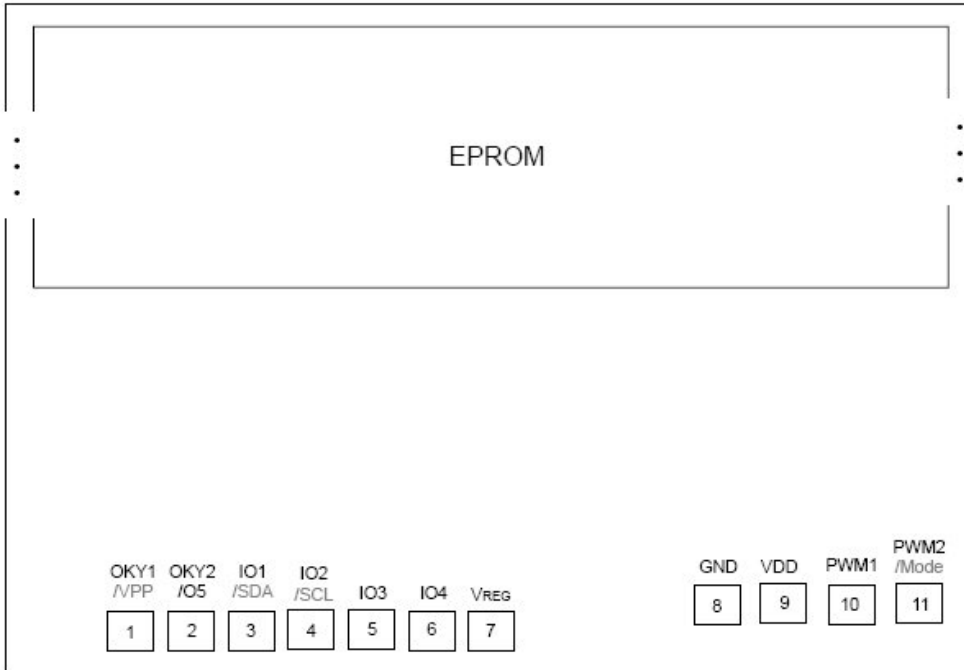 EPROM
OKY1 OKY2 IO1 IO2 IO3 IO4 VREG GND VDD PWM1 PWM2
/VPP /O5 /SDA /SCL /Mode
1 2 3 4 5 6 7 8 9 10 11